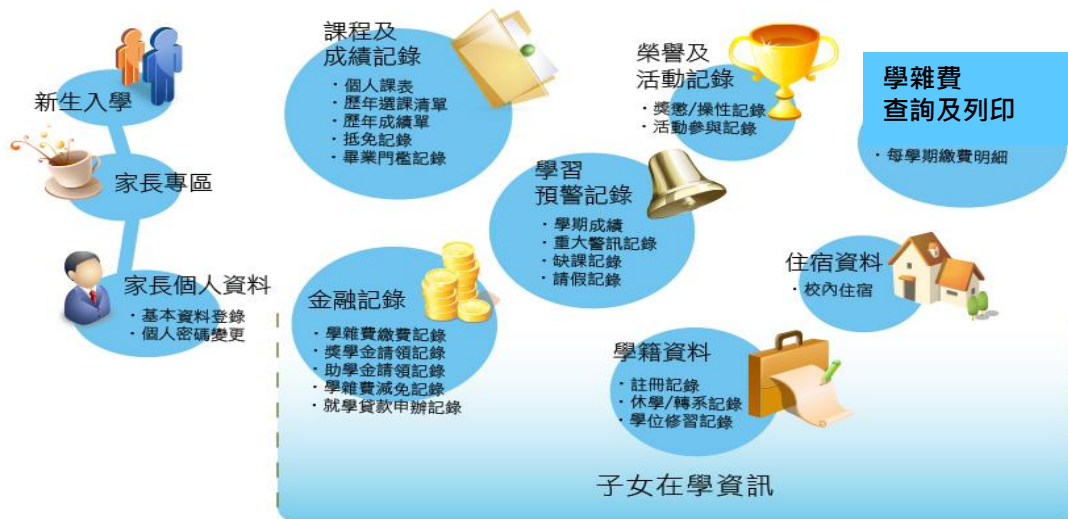 新生入學
家長專區
家長個人資料
・基本資料登錄
・個人密碼變更
課程及
成績記錄
・個人課表
・歷年選課清單
・歷年成績單
・抵免記錄
・畢業門檻記錄
榮譽及
活動記錄
・獎懲/操性記錄
・活動參與記錄
學雜費
查詢及列印
・每學期繳費明細
學習
預警記錄
・學期成績
・重大警訊記錄
・缺課記錄
・請假記錄
住宿資料
・校內住宿
金融記錄
・學雜費繳費記錄
・獎學金請領記錄
・助學金請領記錄
・學雜費減免記錄
・就學貸款申辦記錄
學籍資料
・註冊記錄
・休學/轉系記錄
・學位修習記錄
子女在學資訊